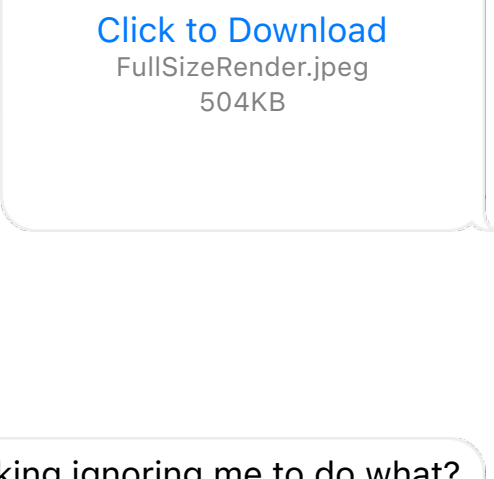 Click to Download
FullSizeRender.jpeg
504KB
king ignoring me to do what?